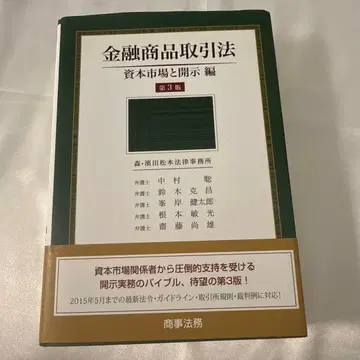 金融商品取引法
資本市場と開示 編
第3版
森・濱田松本法律事務所
弁護士 中村 聡
弁護士 鈴木克昌
弁護士 峯岸健太郎
弁護士 根本敏光
弁護士 齋藤尚雄
資本市場関係者から圧倒的支持を受ける
開示実務のバイブル、待望の第3版！
2015年5月までの最新法令・ガイドライン・取引所規則・裁判例に対応！
商事法務